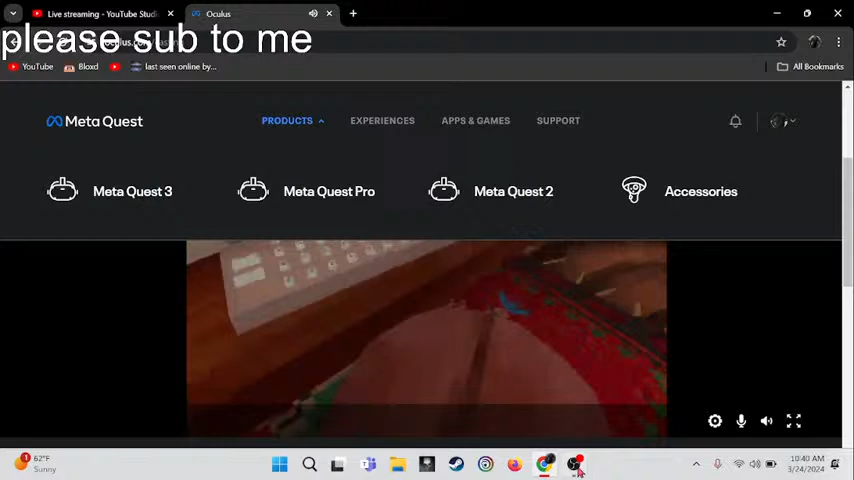 Live streaming - YouTube Studi
Oculus
please sub to me
YouTube
Bloxd
last seen online by...
All Bookmarks
Meta Quest
PRODUCTS
EXPERIENCES
APPS & GAMES
SUPPORT
Meta Quest 3
Meta Quest Pro
Meta Quest 2
Accessories
1
62°F
Sunny
10:40 AM
3/24/2024